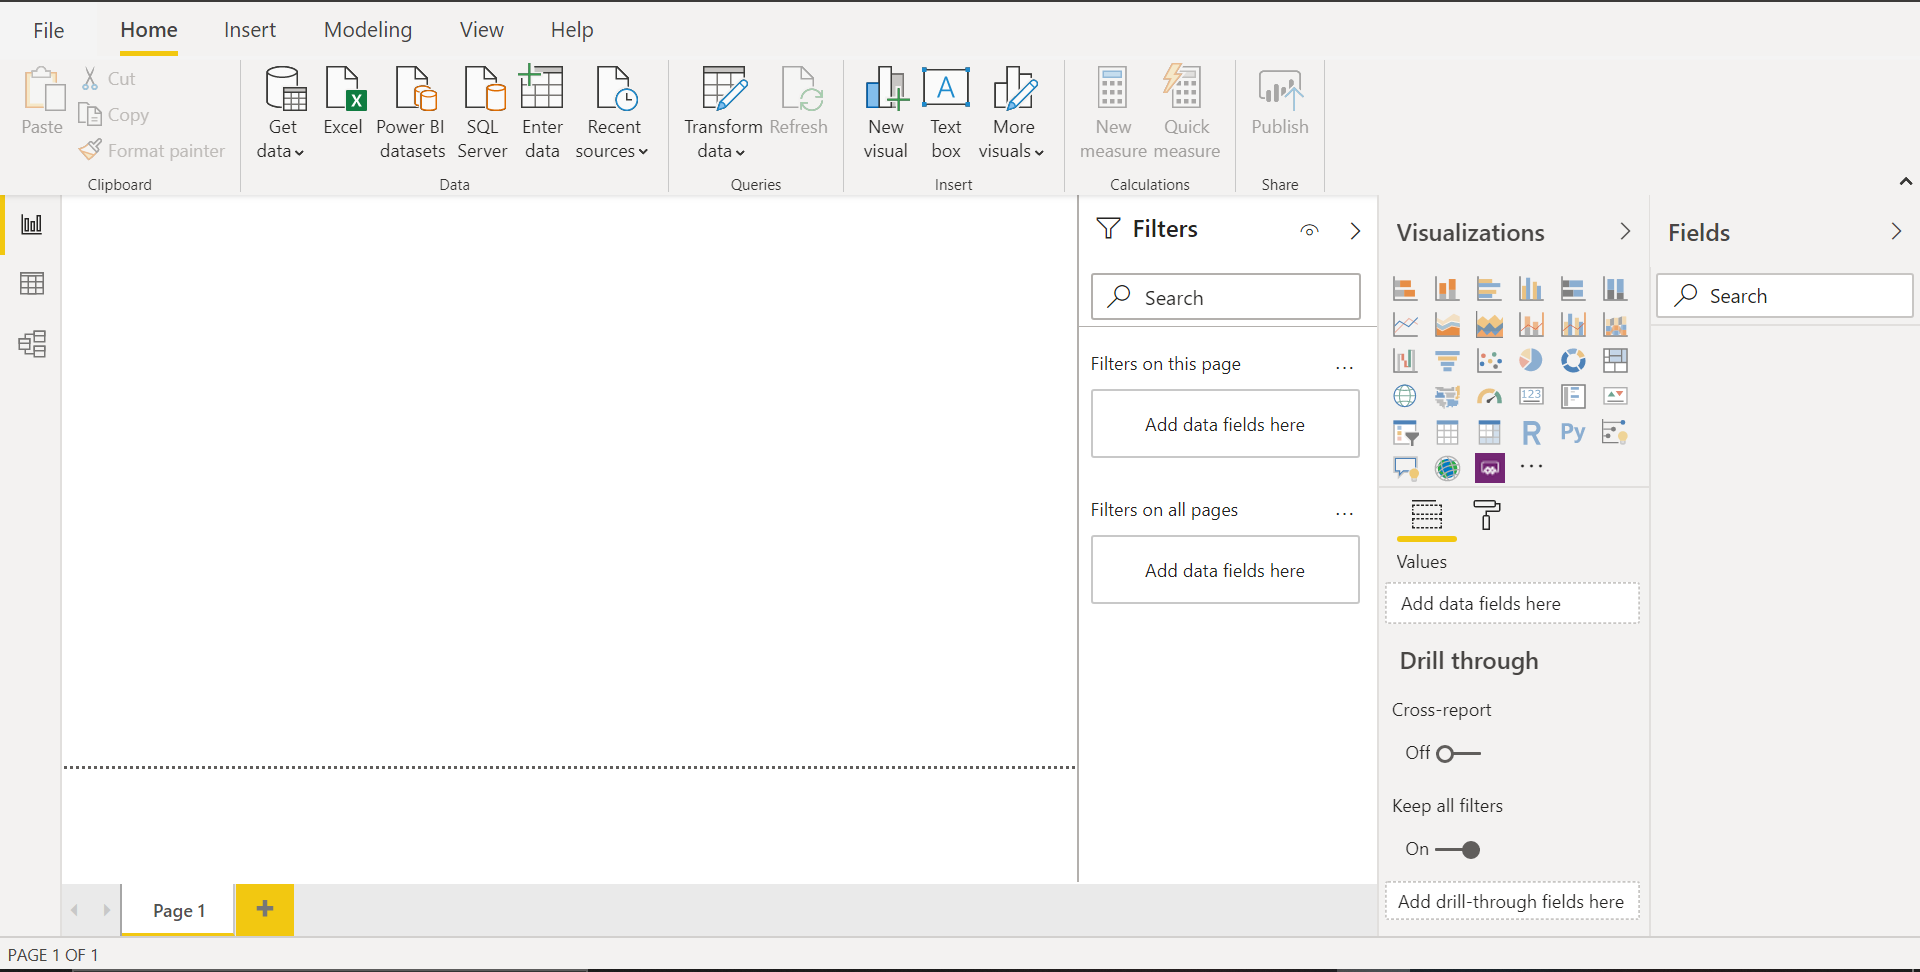 File
Home
Insert
Modeling
View
Help
Paste
Cut
Copy
Format painter
Clipboard
Get
data
Excel
Power BI
datasets
SQL
Server
Enter
data
Recent
sources
Data
Transform
data
Refresh
Queries
New
visual
A
Text
box
More
visuals
Insert
New
measure
Quick
measure
Calculations
Publish
Share
Filters
Search
Filters on this page
...
Add data fields here
Filters on all pages
...
Add data fields here
Visualizations
123
R
Py
...
Values
Add data fields here
Drill through
Cross-report
Off
Keep all filters
On
Add drill-through fields here
Fields
Search
Page 1
PAGE 1 OF 1